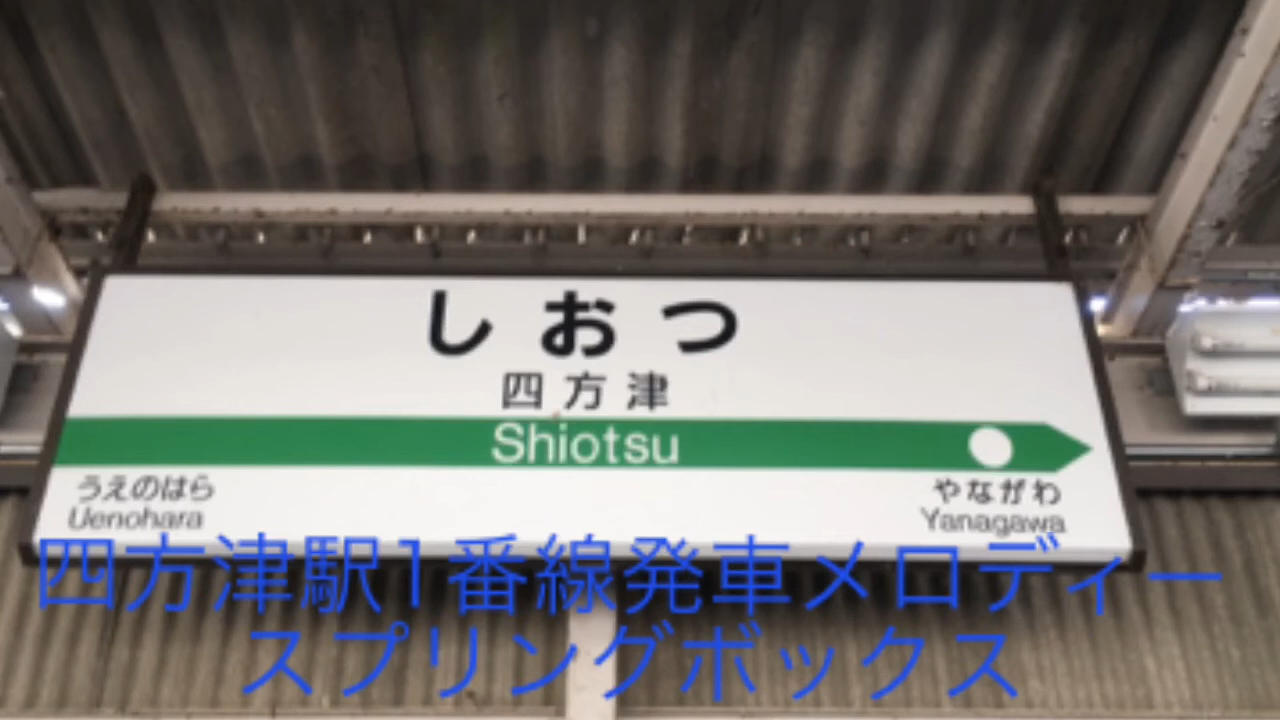 しおつ
四方津
Shiotsu
うえのはら
Uenohara
やながわ
Yanagawa
四方津駅1番線発車メロディー
スプリングボックス